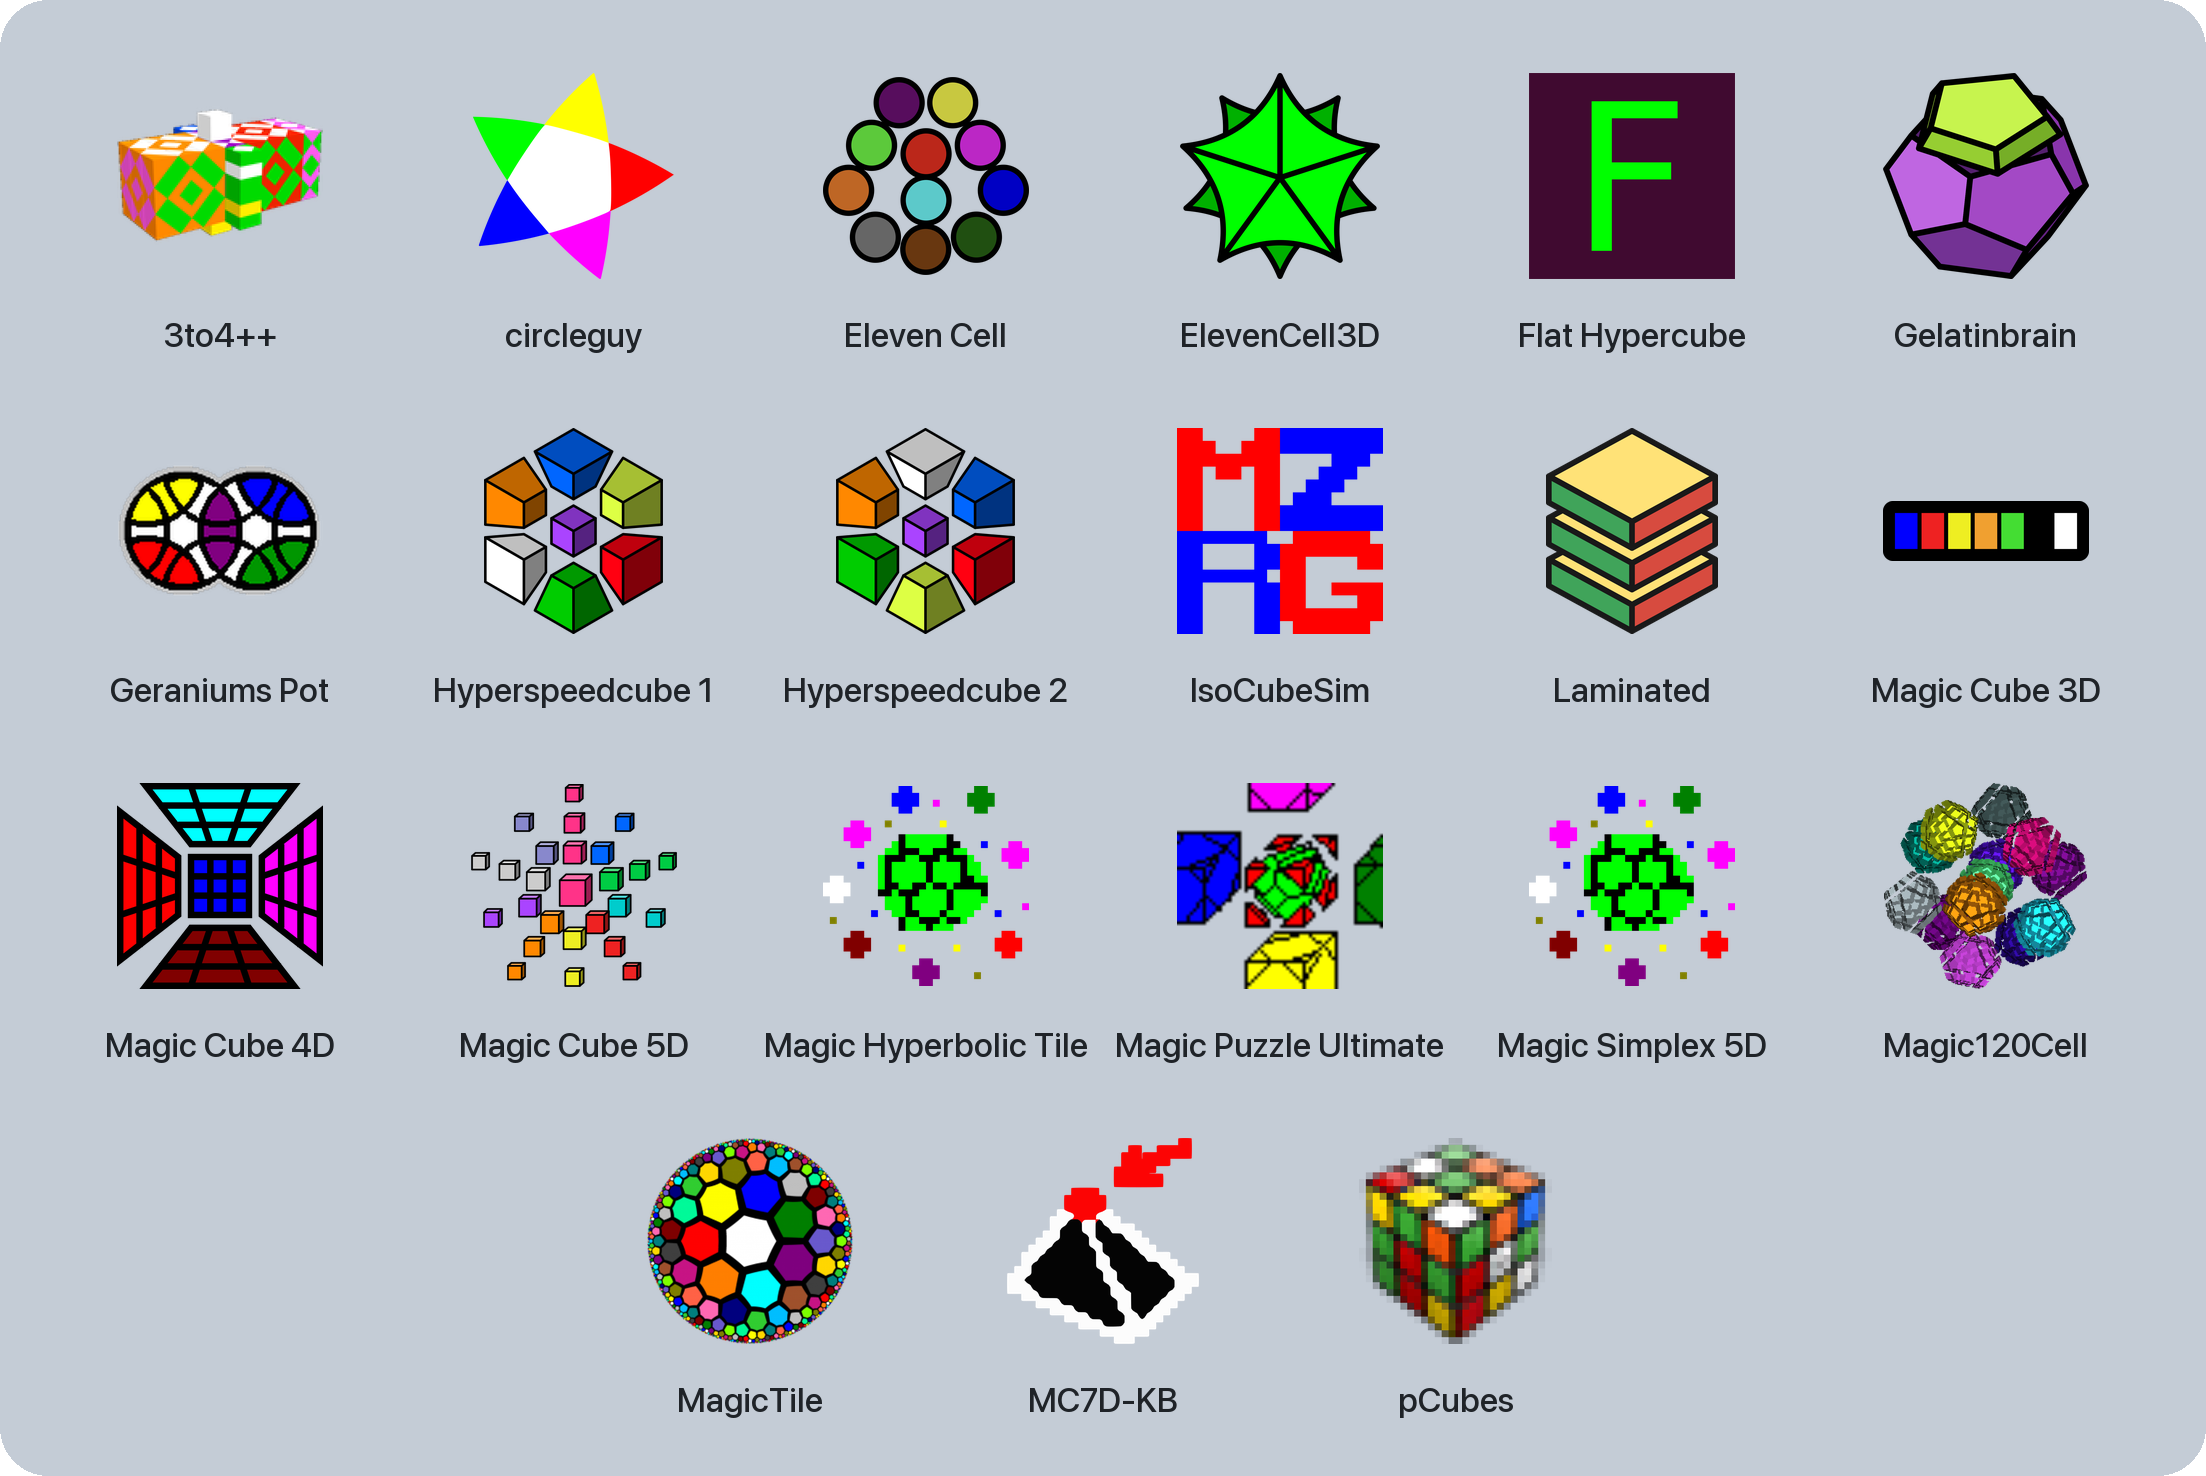 F
3to4++
circleguy
Eleven Cell
ElevenCell3D
Flat Hypercube
Gelatinbrain
MZ
RG
Geraniums Pot
Hyperspeedcube 1
Hyperspeedcube 2
IsoCubeSim
Laminated
Magic Cube 3D
Magic Cube 4D
Magic Cube 5D
Magic Hyperbolic Tile
Magic Puzzle Ultimate
Magic Simplex 5D
Magic120Cell
MagicTile
MC7D-KB
pCubes